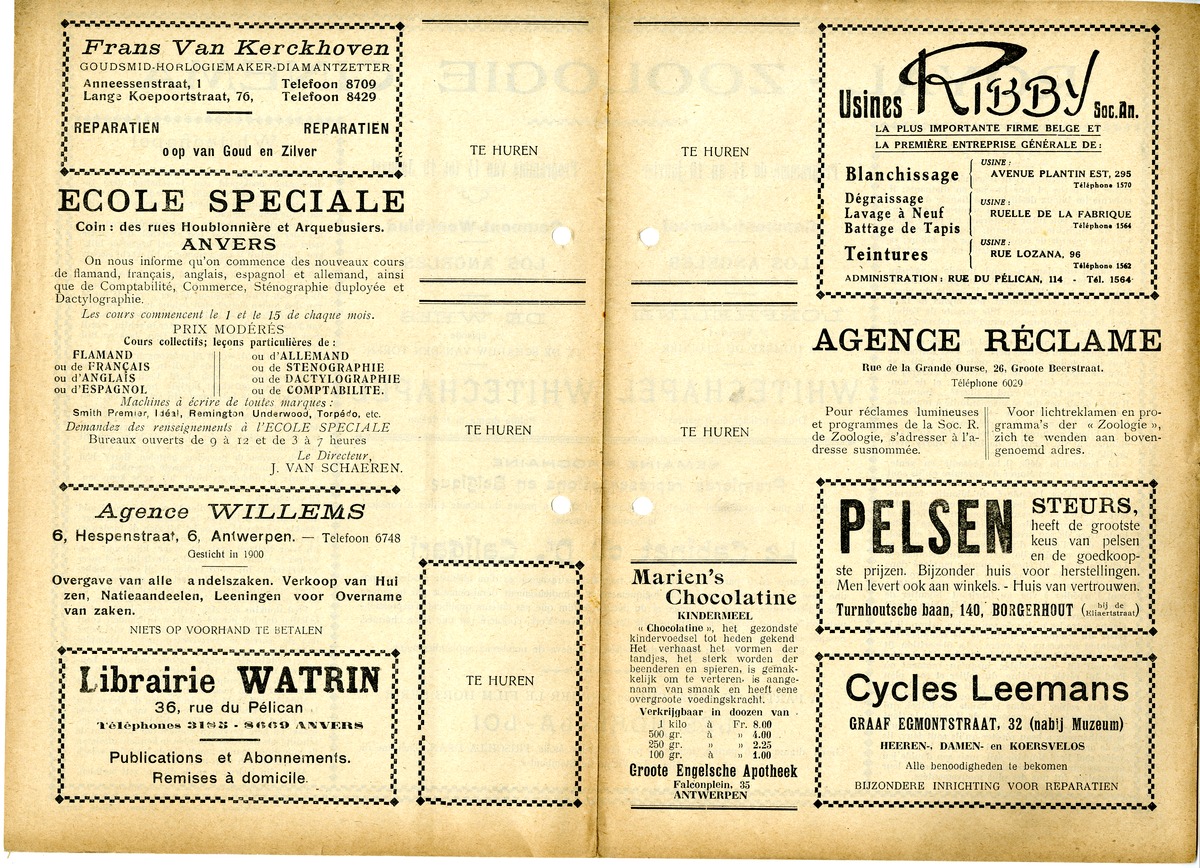 Frans Van Kerckhoven
GOUDSMID-HORLOGIEMAKER-DIAMANTZETTER
Anneessenstraat, 1 Telefoon 8709
Lange Koepoortstraat, 76, Telefoon 8429
REPARATIEN REPARATIEN
oop van Goud en Zilver
ECOLE SPECIALE
Coin : des rues Houblonnière et Arquebusiers.
ANVERS
On nous informe qu'on commence des nouveaux cours
de flamand, français, anglais, espagnol et allemand, ainsi
que de Comptabilité, Commerce, Sténographie duployée et
Dactylographie.
Les cours commencent le 1 et le 15 de chaque mois.
PRIX MODÉRÉS
Cours collectifs; leçons particulières de :
FLAMAND ou d'ALLEMAND
ou de FRANÇAIS ou de STENOGRAPHIE
ou d'ANGLAIS ou de DACTYLOGRAPHIE
ou d'ESPAGNOL ou de COMPTABILITE.
Machines à écrire de toutes marques :
Smith Premier, Idéal, Remington Underwood, Torpédo, etc.
Demandez des renseignements à l'ECOLE SPECIALE
Bureaux ouverts de 9 à 12 et de 3 à 7 heures
Le Directeur,
J. VAN SCHAEREN.
Agence WILLEMS
6, Hespenstraat, 6, Antwerpen. — Telefoon 6748
Gesticht in 1900
Overgave van alle andelszaken. Verkoop van Hui
zen, Natieaandeelen, Leeningen voor Overname
van zaken.
NIETS OP VOORHAND TE BETALEN
Librairie WATRIN
36, rue du Pélican
Téléphones 3195 - 8669 ANVERS
Publications et Abonnements.
Remises à domicile.
TE HUREN
TE HUREN
TE HUREN
TE HUREN
TE HUREN
Marien's
Chocolatine
KINDERMEEL
« Chocolatine », het gezondste
kindervoedsel tot heden gekend
Het verhaast het vormen der
tandjes, het sterk worden der
beenderen en spieren, is gemak-
kelijk om te verteren, is aange-
naam van smaak en heeft eene
overgroote voedingskracht.
Verkrijgbaar in doozen van
1 kilo à Fr. 8.00
500 gr. à » 4.00
250 gr. » » 2.25
100 gr. à » 1.00
Groote Engelsche Apotheek
Falconplein, 35
ANTWERPEN
Usines RIBBY Soc. An.
LA PLUS IMPORTANTE FIRME BELGE ET
LA PREMIÈRE ENTREPRISE GÉNÉRALE DE :
Blanchissage
USINE :
AVENUE PLANTIN EST, 295
Téléphone 1570
Dégraissage
Lavage à Neuf
Battage de Tapis
USINE :
RUELLE DE LA FABRIQUE
Téléphone 1564
Teintures
USINE :
RUE LOZANA, 96
Téléphone 1562
ADMINISTRATION : RUE DU PÉLICAN, 114 - Tél. 1564
AGENCE RÉCLAME
Rue de la Grande Ourse, 26, Groote Beerstraat.
Téléphone 6029
Pour réclames lumineuses
et programmes de la Soc. R.
de Zoologie, s'adresser à l'a-
dresse susnommée.
Voor lichtreklamen en pro-
gramma's der « Zoologie »,
zich te wenden aan boven-
genoemd adres.
PELSEN STEURS,
heeft de grootste
keus van pelsen
en de goedkoop-
ste prijzen. Bijzonder huis voor herstellingen.
Men levert ook aan winkels. - Huis van vertrouwen.
Turnhoutsche baan, 140, BORGERHOUT (bij de Kliaertstraat)
Cycles Leemans
GRAAF EGMONTSTRAAT, 32 (nabij Muzeum)
HEEREN-, DAMEN- en KOERSVELOS
Alle benoodigheden te bekomen
BIJZONDERE INRICHTING VOOR REPARATIEN